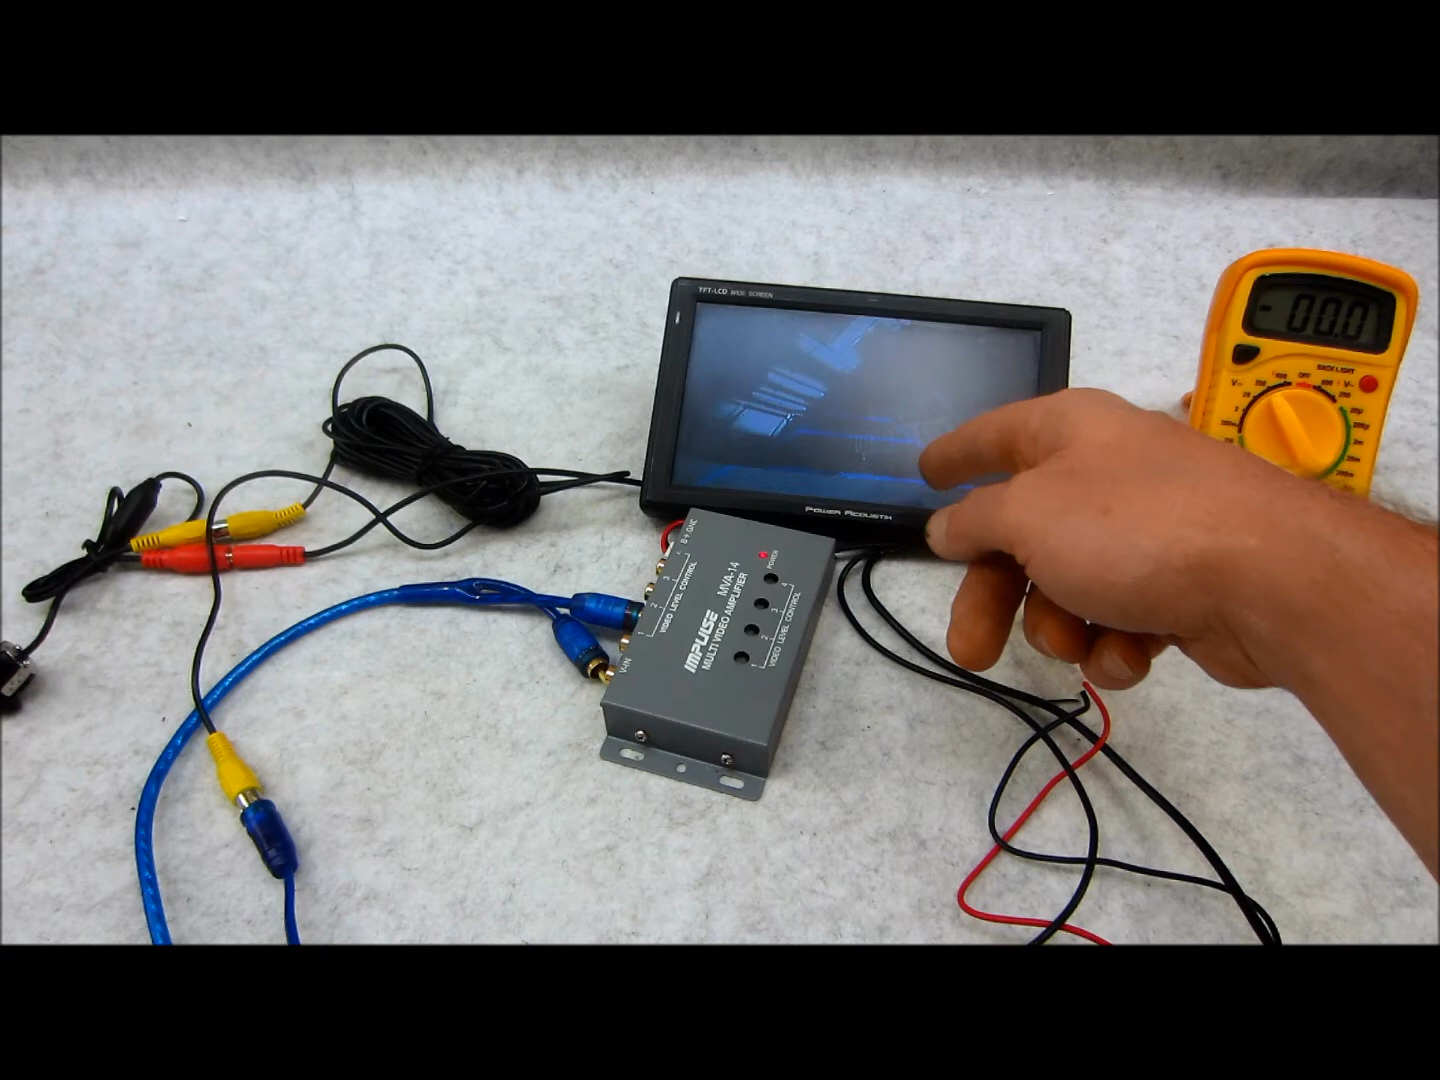 TFT-LCD WIDE SCREEN
POWER ACOUSTIK
- 00.0
BACK LIGHT
OFF
V~
B+ GND
3
2
1
VIDEO LEVEL CONTROL
V-IN
IMPULSE
MVA-14
MULTI VIDEO AMPLIFIER
POWER
4
3
2
1
VIDEO LEVEL CONTROL